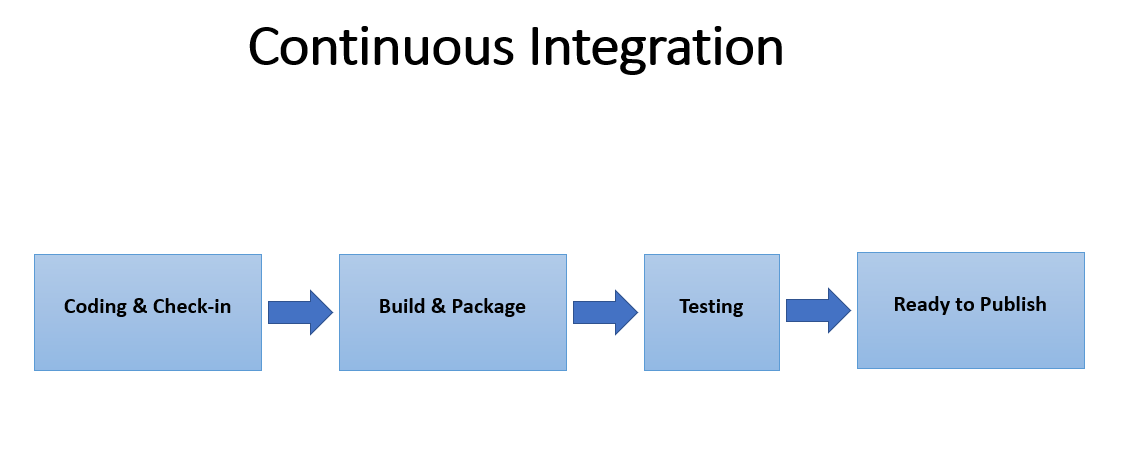 Continuous Integration
Coding & Check-in
Build & Package
Testing
Ready to Publish